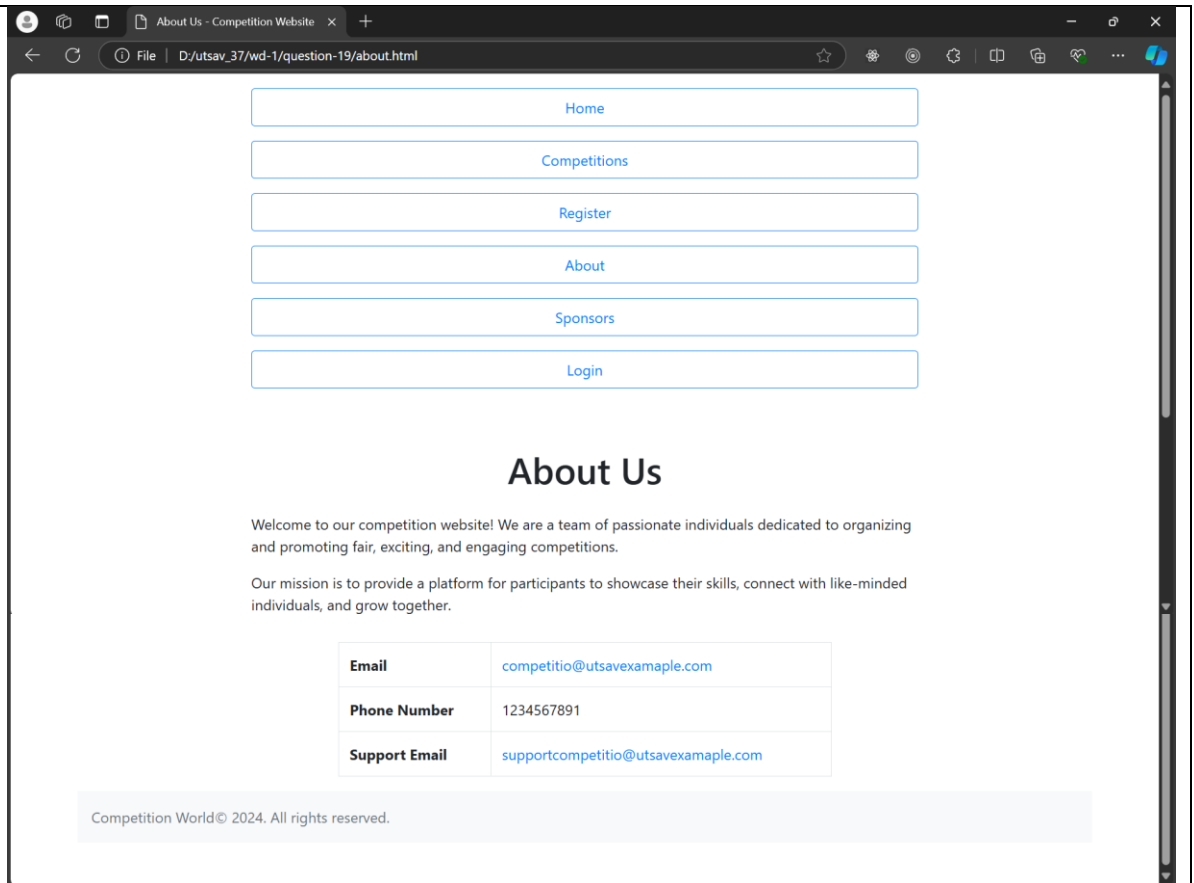 About Us - Competition Website
File | D:/utsav_37/wd-1/question-19/about.html
Home
Competitions
Register
About
Sponsors
Login
About Us
Welcome to our competition website! We are a team of passionate individuals dedicated to organizing
and promoting fair, exciting, and engaging competitions.
Our mission is to provide a platform for participants to showcase their skills, connect with like-minded
individuals, and grow together.
Email competitio@utsavexamaple.com
Phone Number 1234567891
Support Email supportcompetitio@utsavexamaple.com
Competition World© 2024. All rights reserved.